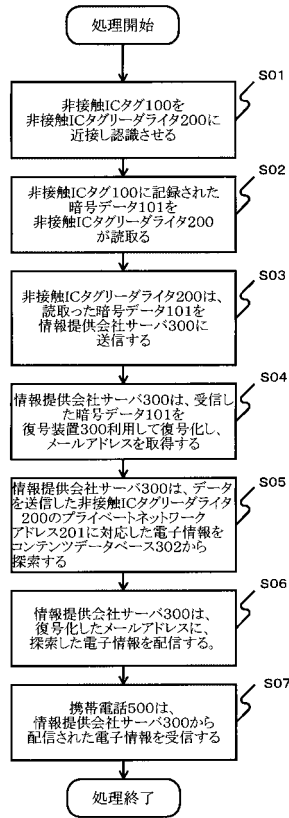 処理開始
S01
非接触ICタグ100を
非接触ICタグリーダライタ200に
近接し認識させる
S02
非接触ICタグ100に記録された
暗号データ101を
非接触ICタグリーダライタ200
が読取る
S03
非接触ICタグリーダライタ200は、
読取った暗号データ101を
情報提供会社サーバ300に
送信する
S04
情報提供会社サーバ300は、受信し
た暗号データ101を
復号装置300利用して復号化し、
メールアドレスを取得する
S05
情報提供会社サーバ300は、データ
を送信した非接触ICタグリーダライタ
200のプライベートネットワーク
アドレス201に対応した電子情報を
コンテンツデータベース302から
探索する
S06
情報提供会社サーバ300は、
復号化したメールアドレスに、
探索した電子情報を配信する。
S07
携帯電話500は、
情報提供会社サーバ300から
配信された電子情報を受信する
処理終了